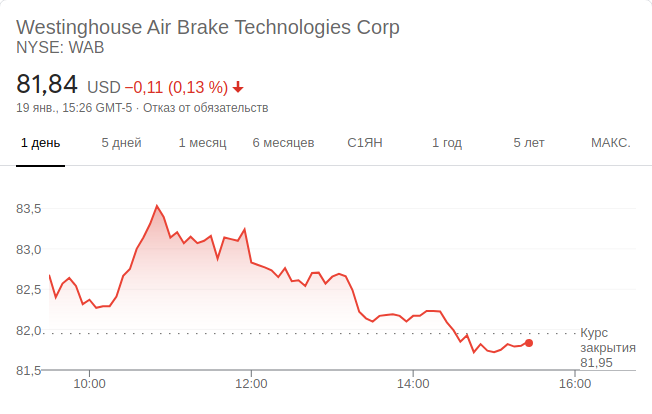 Westinghouse Air Brake Technologies Corp
NYSE: WAB
81,84 USD −0,11 (0,13 %)
19 янв., 15:26 GMT-5 · Отказ от обязательств
1 день 5 дней 1 месяц 6 месяцев С1ЯН 1 год 5 лет МАКС.
83,5
83,0
82,5
82,0
Курс
закрытия
81,95
81,5
10:00 12:00 14:00 16:00